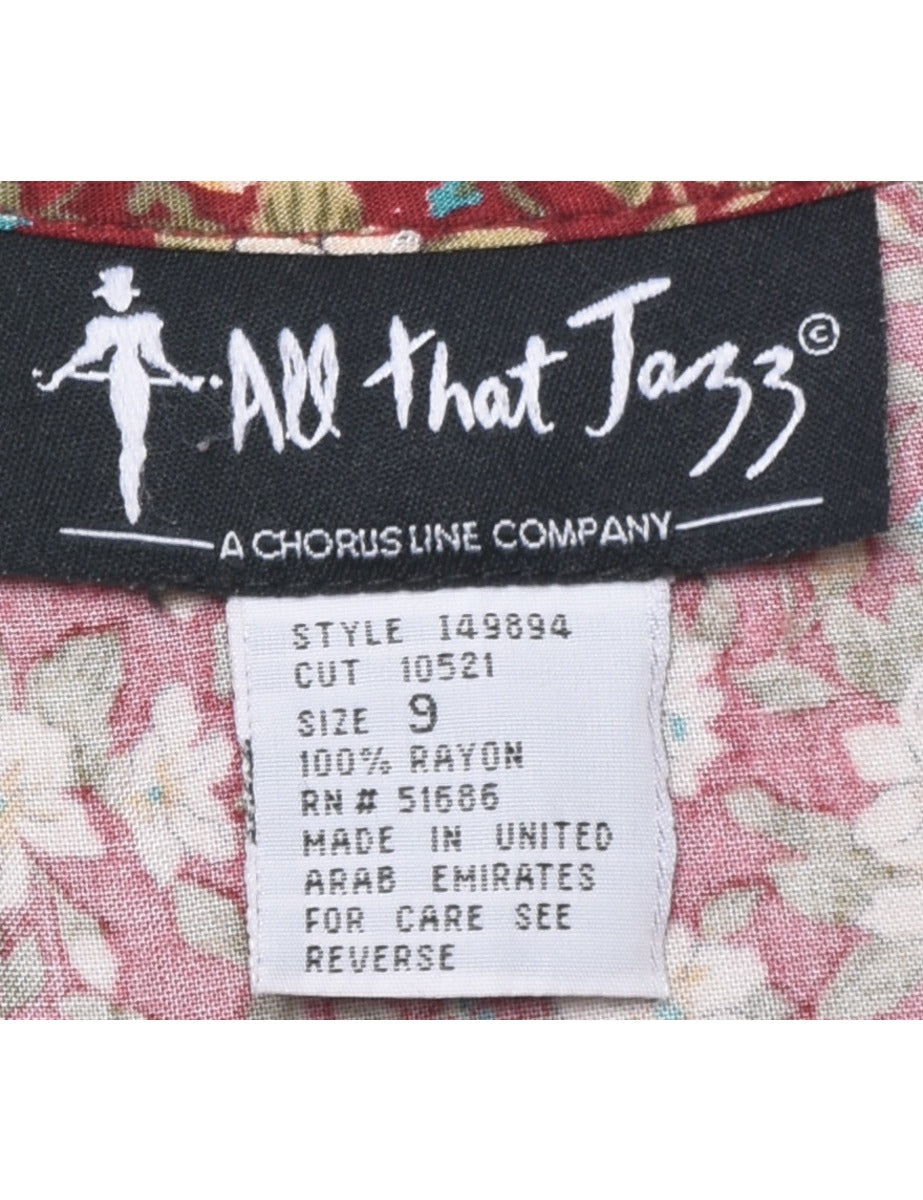 All that Jazz ©
A CHORUS LINE COMPANY
STYLE I49894
CUT 10521
SIZE 9
100% RAYON
RN # 51686
MADE IN UNITED
ARAB EMIRATES
FOR CARE SEE
REVERSE